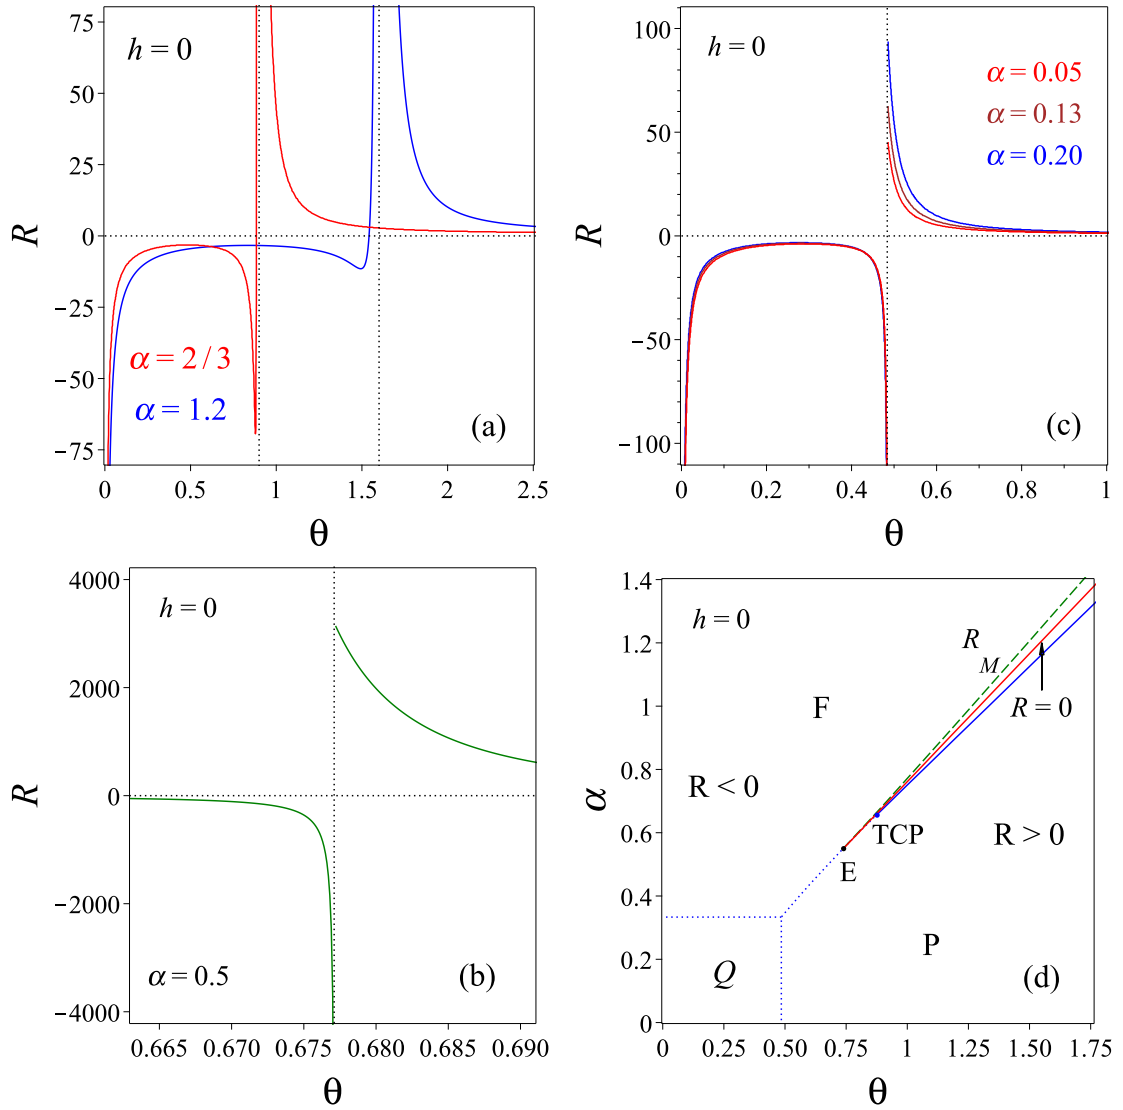 h = 0
75
50
25
0
−25
−50
−75
R
α = 2 / 3
α = 1.2
(a)
0 0.5 1 1.5 2 2.5
θ
h = 0
α = 0.05
α = 0.13
α = 0.20
100
50
0
−50
−100
R
(c)
0 0.2 0.4 0.6 0.8 1
θ
h = 0
4000
2000
0
−2000
−4000
R
α = 0.5
(b)
0.665 0.670 0.675 0.680 0.685 0.690
θ
h = 0
1.4
1.2
1
0.8
0.6
0.4
0.2
0
α
R M
F
R = 0
R < 0
TCP
R > 0
E
P
Q
(d)
0 0.25 0.50 0.75 1 1.25 1.50 1.75
θ